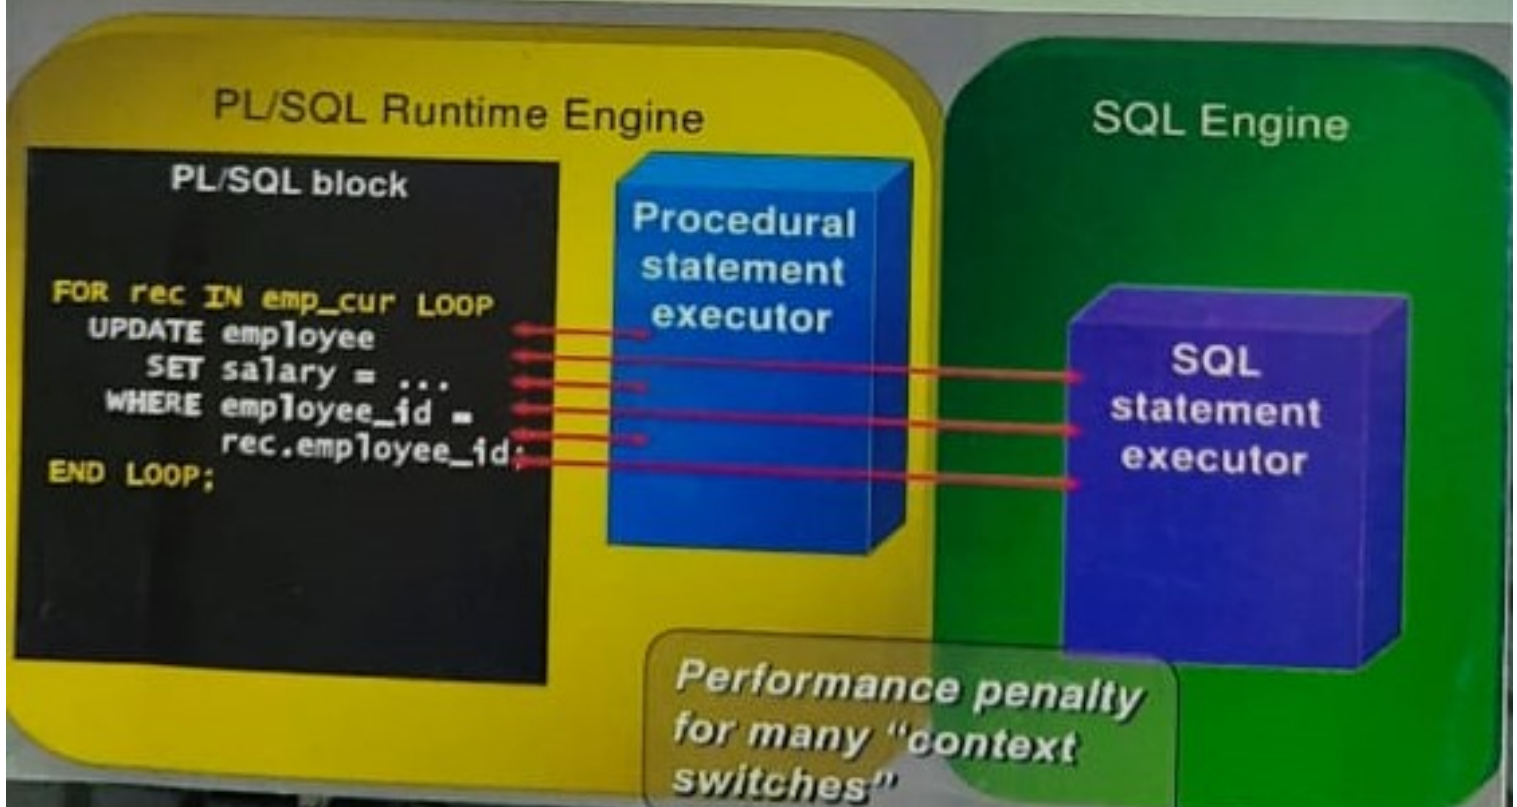 PL/SQL Runtime Engine
PL/SQL block
FOR rec IN emp_cur LOOP
UPDATE employee
SET salary = ...
WHERE employee_id =
rec.employee_id;
END LOOP;
Procedural
statement
executor
SQL Engine
SQL
statement
executor
Performance penalty
for many "context
switches"